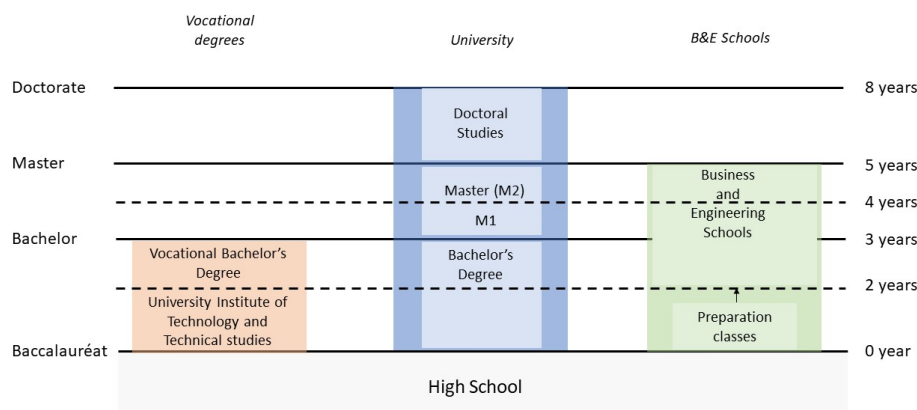 Vocational
degrees
University
B&E Schools
Doctorate
8 years
Doctoral
Studies
Master
5 years
Business
and
Engineering
Schools
Master (M2)
4 years
M1
Bachelor
3 years
Vocational Bachelor's
Degree
Bachelor's
Degree
2 years
University Institute of
Technology and
Technical studies
Preparation
classes
Baccalauréat
0 year
High School